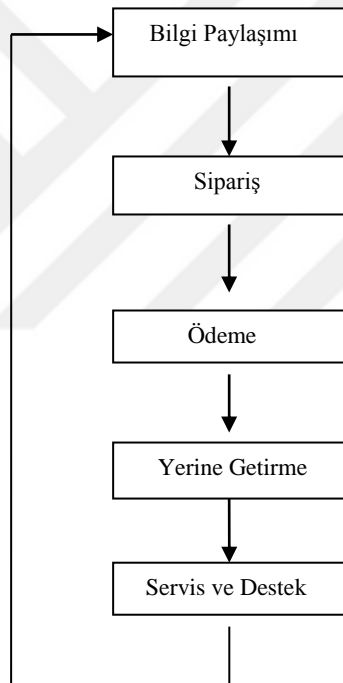 Bilgi Paylaşımı
Sipariş
Ödeme
Yerine Getirme
Servis ve Destek